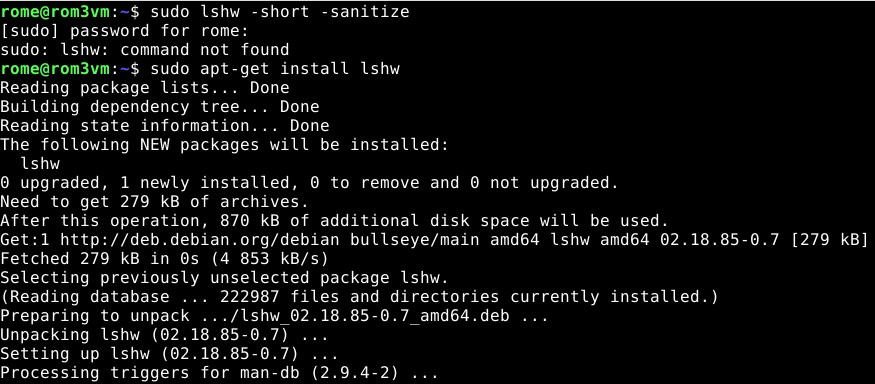 rome@rom3vm:~$ sudo lshw -short -sanitize
[sudo] password for rome:
sudo: lshw: command not found
rome@rom3vm:~$ sudo apt-get install lshw
Reading package lists... Done
Building dependency tree... Done
Reading state information... Done
The following NEW packages will be installed:
  lshw
0 upgraded, 1 newly installed, 0 to remove and 0 not upgraded.
Need to get 279 kB of archives.
After this operation, 870 kB of additional disk space will be used.
Get:1 http://deb.debian.org/debian bullseye/main amd64 lshw amd64 02.18.85-0.7 [279 kB]
Fetched 279 kB in 0s (4 853 kB/s)
Selecting previously unselected package lshw.
(Reading database ... 222987 files and directories currently installed.)
Preparing to unpack .../lshw_02.18.85-0.7_amd64.deb ...
Unpacking lshw (02.18.85-0.7) ...
Setting up lshw (02.18.85-0.7) ...
Processing triggers for man-db (2.9.4-2) ...